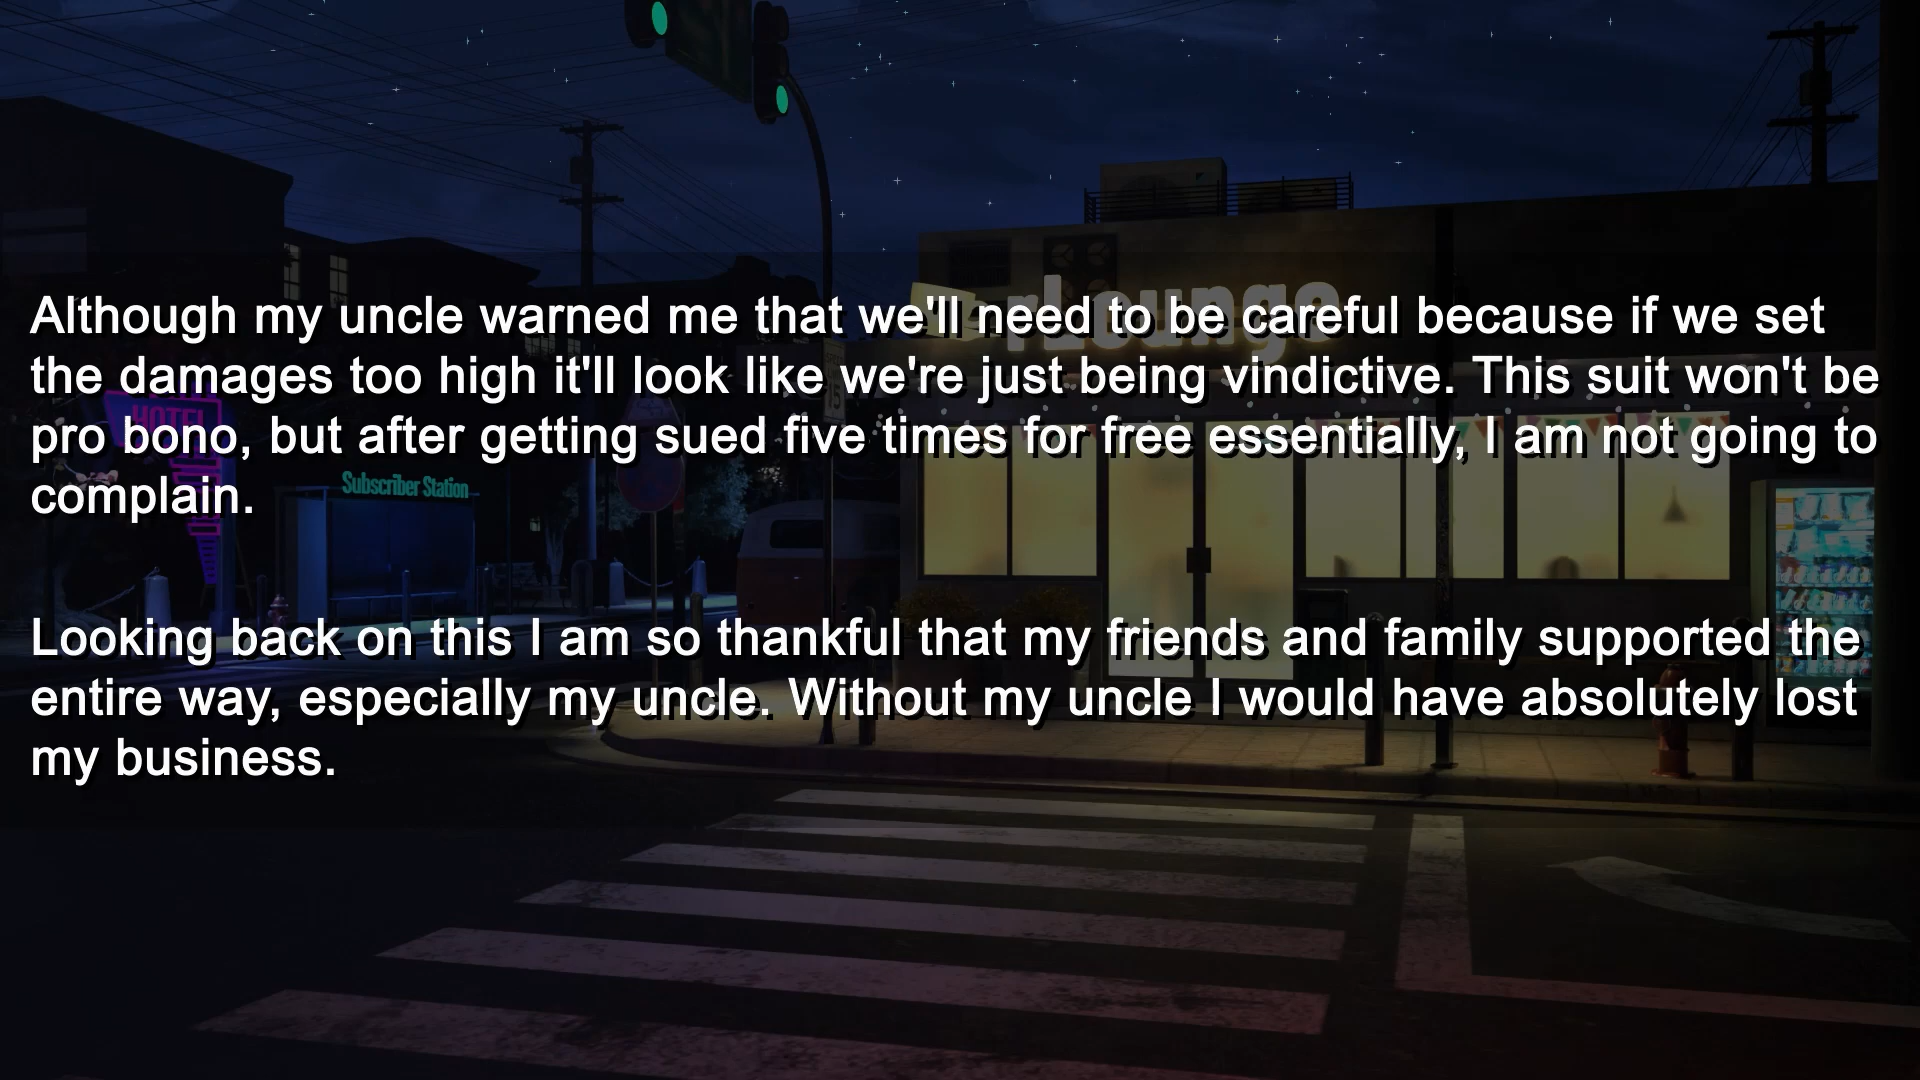 Although my uncle warned me that we'll need to be careful because if we set
the damages too high it'll look like we're just being vindictive. This suit won't be
pro bono, but after getting sued five times for free essentially, I am not going to
complain.
Looking back on this I am so thankful that my friends and family supported the
entire way, especially my uncle. Without my uncle I would have absolutely lost
my business.
rLounge
HOTEL
Subscriber Station